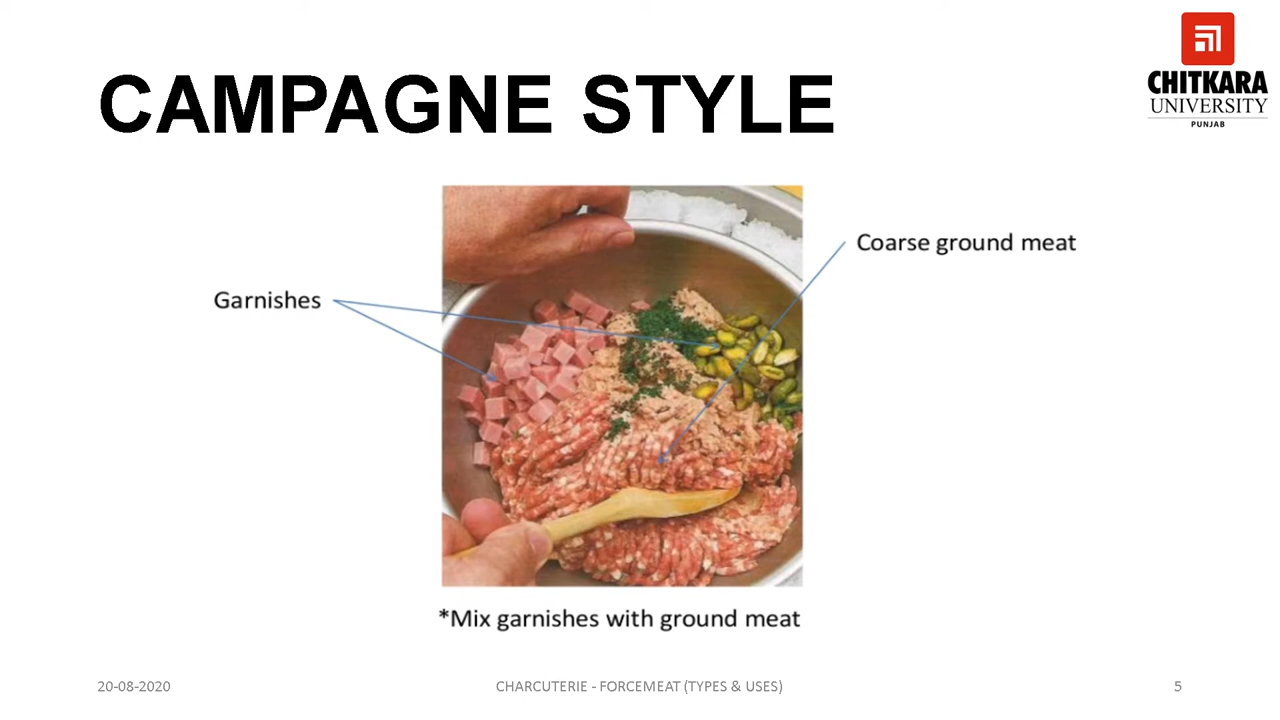 CAMPAGNE STYLE
CHITKARA
UNIVERSITY
PUNJAB
Coarse ground meat
Garnishes
*Mix garnishes with ground meat
20-08-2020
CHARCUTERIE - FORCEMEAT (TYPES & USES)
5